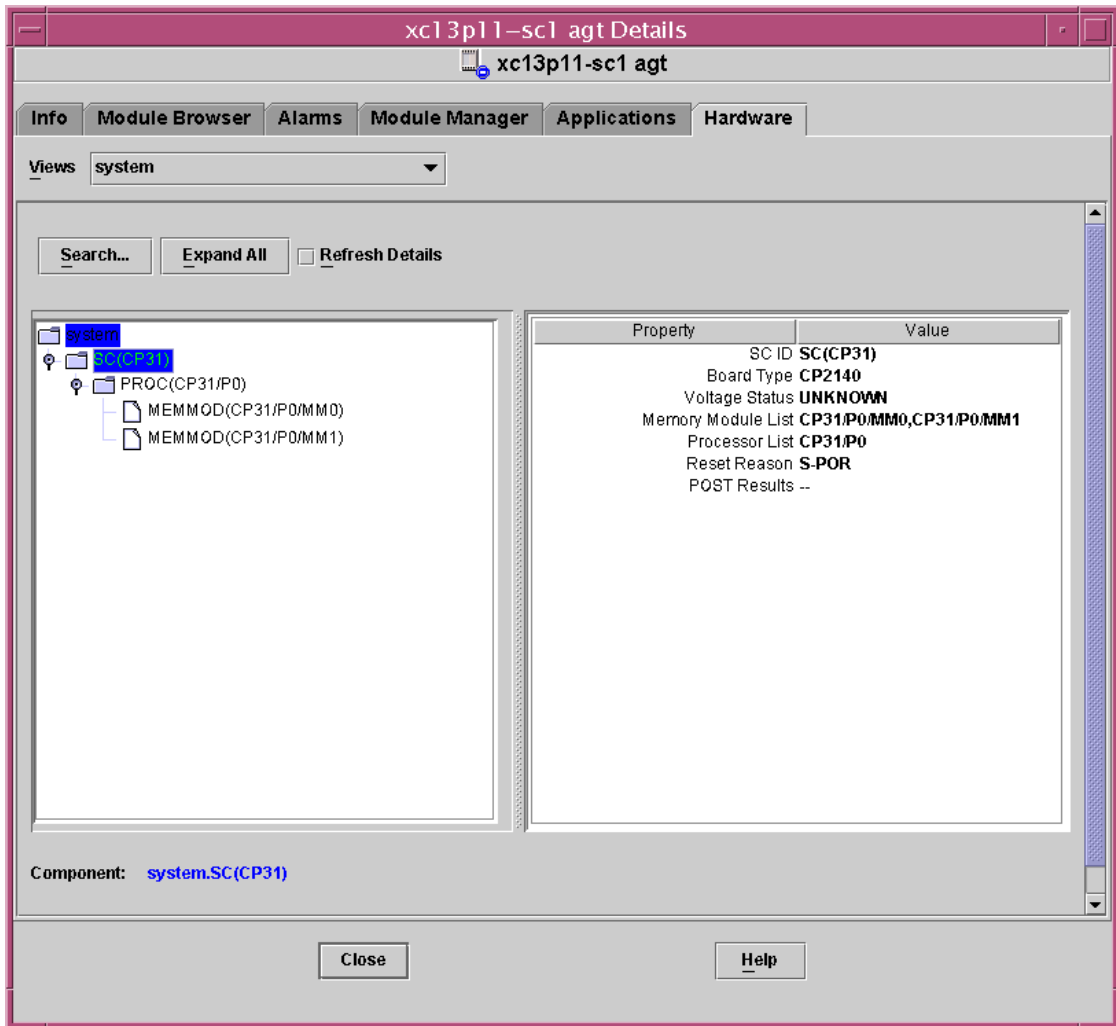 xc13p11-sc1 agt Details
xc13p11-sc1 agt
Info Module Browser Alarms Module Manager Applications Hardware
Views system
Search... Expand All Refresh Details
system
SC(CP31)
PROC(CP31/P0)
MEMMOD(CP31/P0/MM0)
MEMMOD(CP31/P0/MM1)
Property Value
SC ID SC(CP31)
Board Type CP2140
Voltage Status UNKNOWN
Memory Module List CP31/P0/MM0,CP31/P0/MM1
Processor List CP31/P0
Reset Reason S-POR
POST Results --
Component: system.SC(CP31)
Close Help